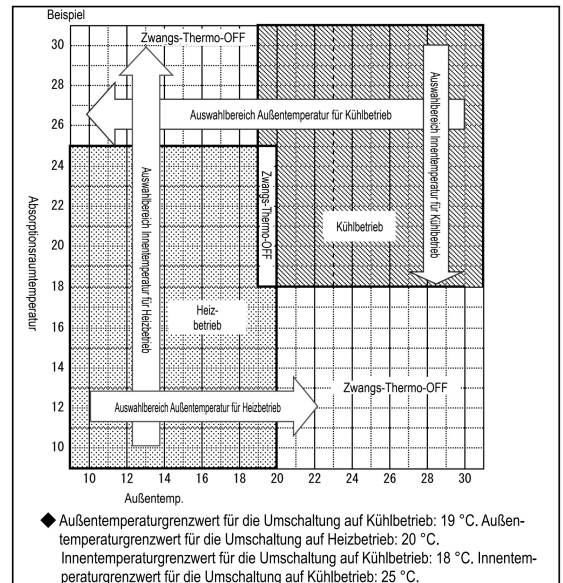 Beispiel
Zwangs-Thermo-OFF
30
28
26
24
22
20
18
16
14
12
10
Absorptionsraumtemperatur
Auswahlbereich Außentemperatur für Kühlbetrieb
Auswahlbereich Innentemperatur für Kühlbetrieb
Auswahlbereich Innentemperatur für Heizbetrieb
Zwangs-Thermo-OFF
Kühlbetrieb
Heiz-
betrieb
Zwangs-Thermo-OFF
Auswahlbereich Außentemperatur für Heizbetrieb
10 12 14 16 18 20 22 24 26 28 30
Außentemp.
◆ Außentemperaturgrenzwert für die Umschaltung auf Kühlbetrieb: 19 °C. Außen-
temperaturgrenzwert für die Umschaltung auf Heizbetrieb: 20 °C.
Innentemperaturgrenzwert für die Umschaltung auf Kühlbetrieb: 18 °C. Innentem-
peraturgrenzwert für die Umschaltung auf Kühlbetrieb: 25 °C.